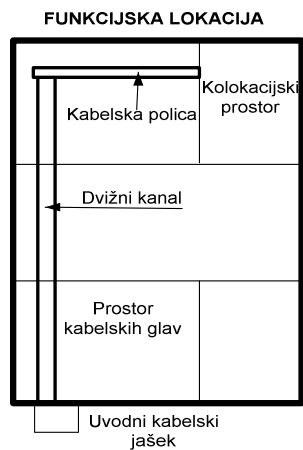 FUNKCIJSKA LOKACIJA
Kolokacijski
prostor
Kabelska polica
Dvižni kanal
Prostor
kabelskih glav
Uvodni kabelski
jašek